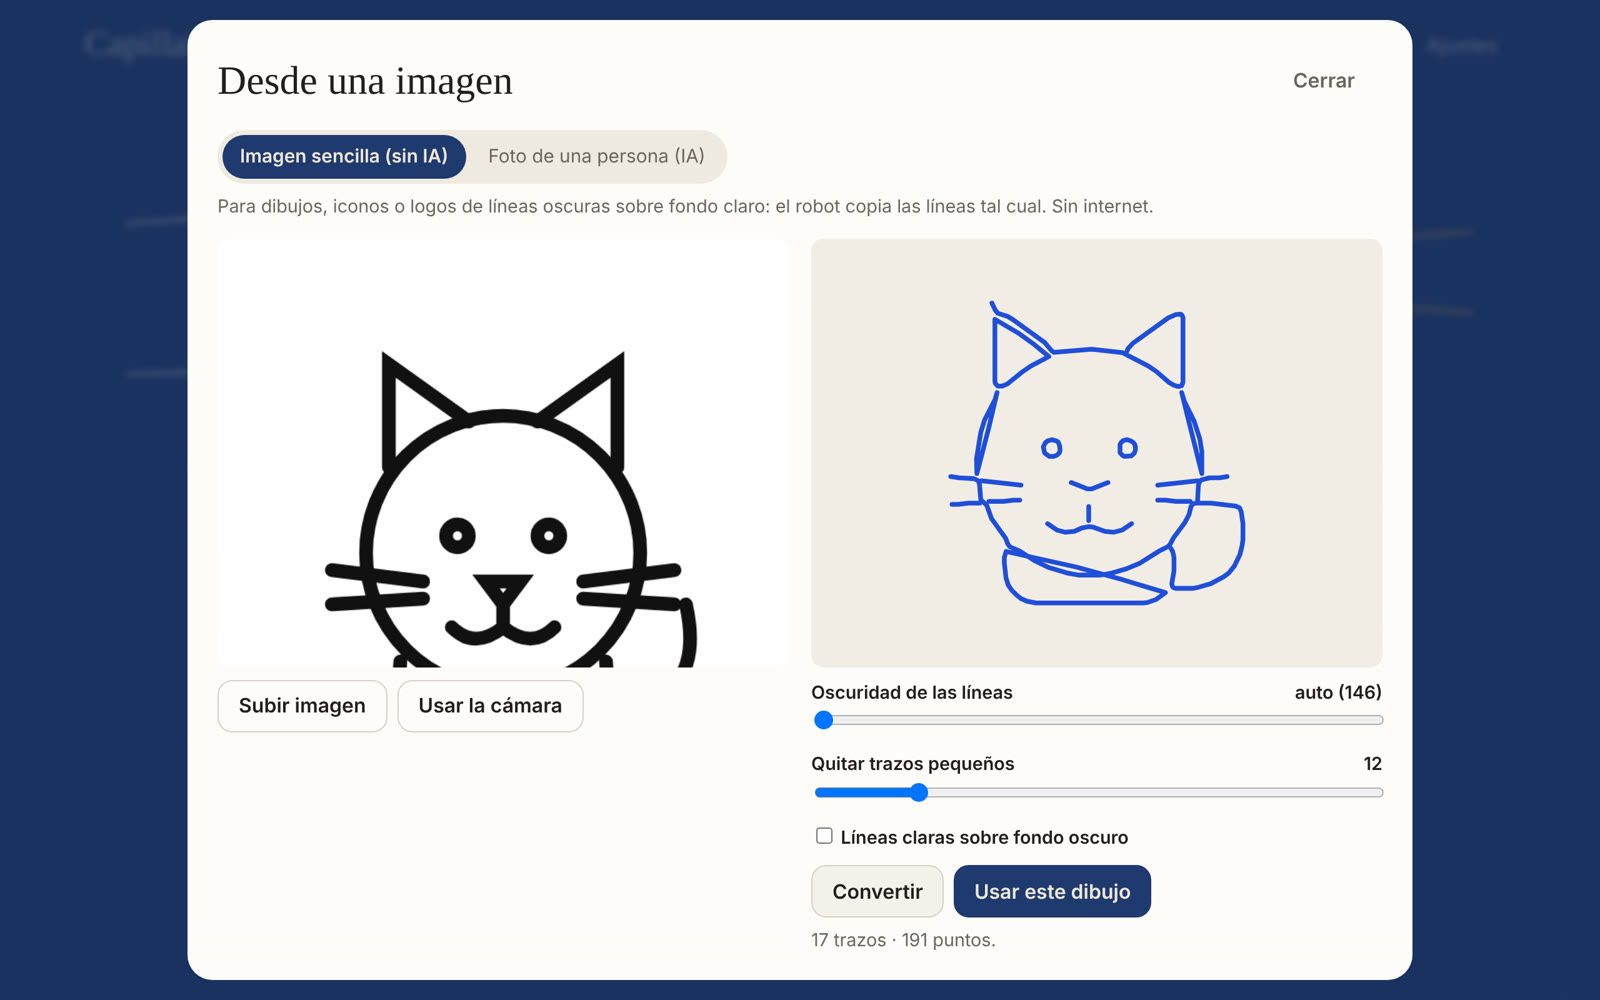 Capilla
Ajustes
Desde una imagen
Cerrar
Imagen sencilla (sin IA)
Foto de una persona (IA)
Para dibujos, iconos o logos de líneas oscuras sobre fondo claro: el robot copia las líneas tal cual. Sin internet.
Subir imagen
Usar la cámara
Oscuridad de las líneas
auto (146)
Quitar trazos pequeños
12
Líneas claras sobre fondo oscuro
Convertir
Usar este dibujo
17 trazos · 191 puntos.